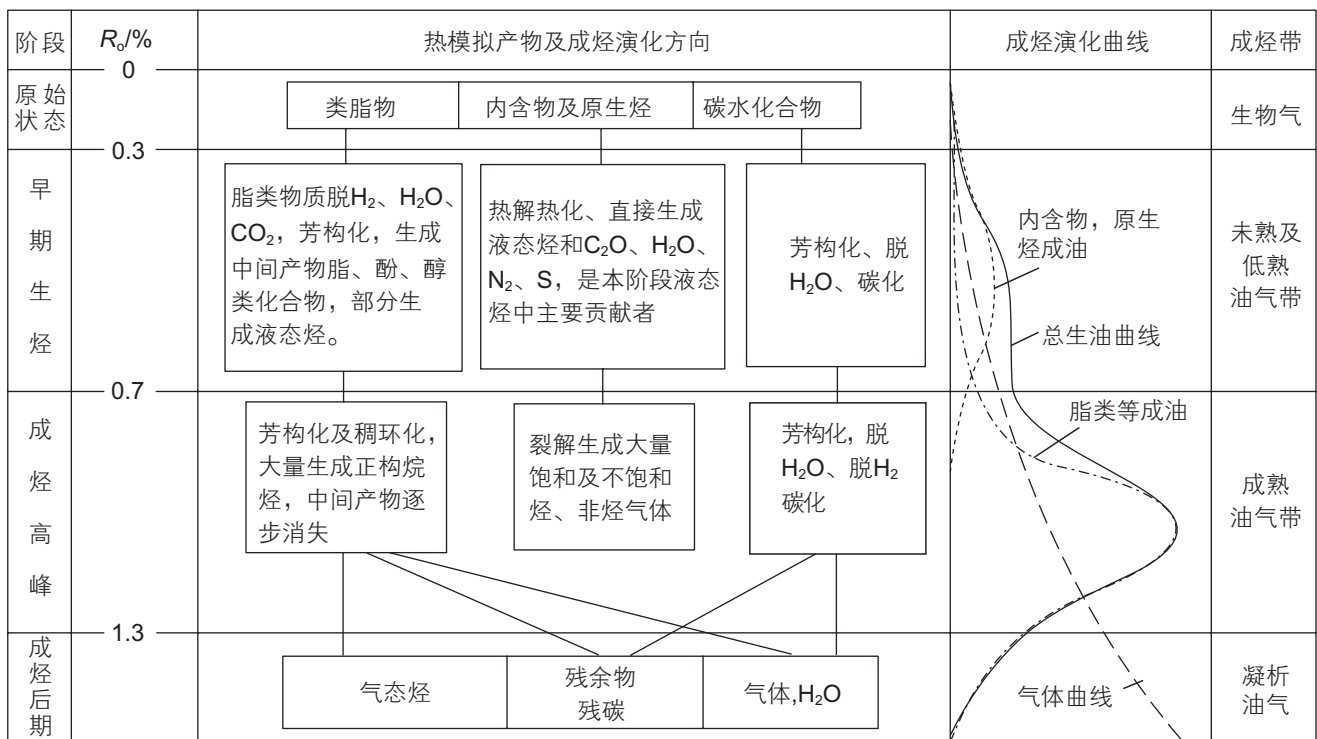 阶段
Ro/%
热模拟产物及成烃演化方向
成烃演化曲线
成烃带
0
原始
状态
类脂物
内含物及原生烃
碳水化合物
生物气
0.3
早
期
生
烃
脂类物质脱H₂、H₂O、
CO₂，芳构化，生成
中间产物脂、酚、醇
类化合物，部分生
成液态烃。
热解热化、直接生成
液态烃和C₂O、H₂O、
N₂、S，是本阶段液态
烃中主要贡献者
芳构化、脱
H₂O、碳化
内含物，原生
烃成油
总生油曲线
未熟及
低熟
油气带
0.7
成
烃
高
峰
芳构化及稠环化，
大量生成正构烷
烃，中间产物逐
步消失
裂解生成大量
饱和及不饱和
烃、非烃气体
芳构化，脱
H₂O、脱H₂
碳化
脂类等成油
成熟
油气带
1.3
成
烃
后
期
气态烃
残余物
残碳
气体,H₂O
气体曲线
凝析
油气